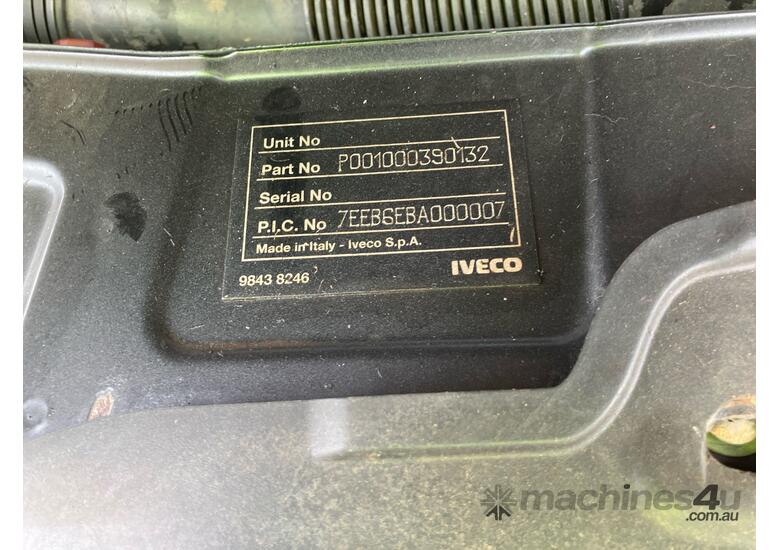 Unit No
Part No P001000390132
Serial No
P.I.C. No 7EEB6EBA000007
Made in Italy - Iveco S.p.A.
9843 8246 IVECO
machines4u
.com.au